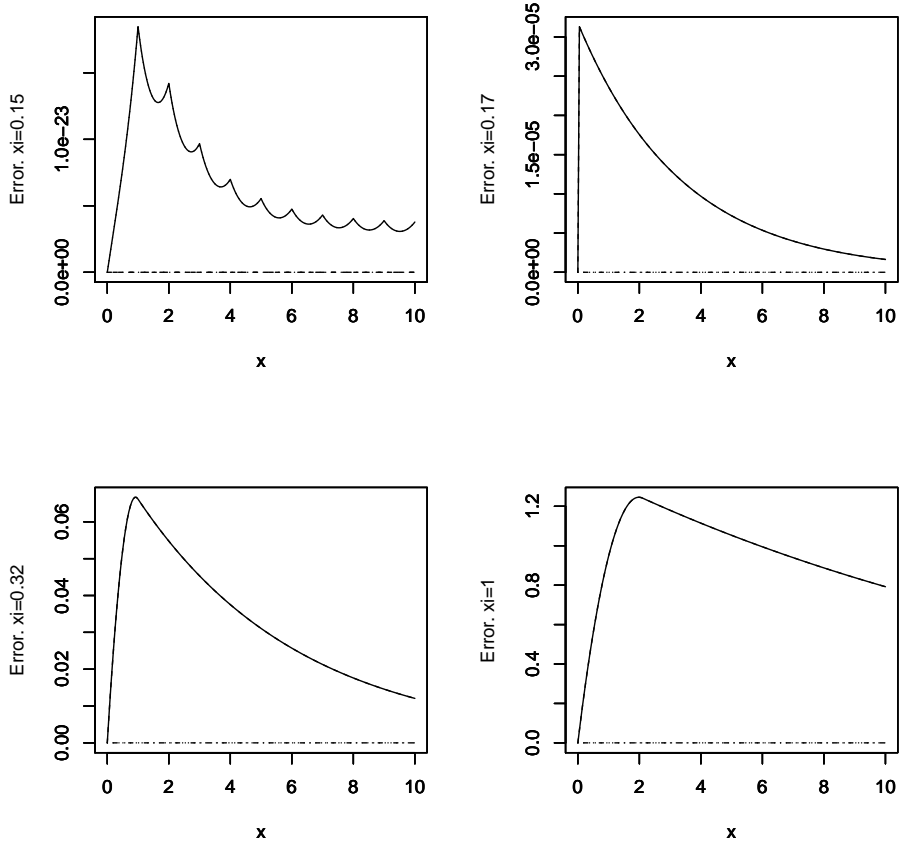 Error. xi=0.15
0.0e+00 1.0e-23
0 2 4 6 8 10
x
Error. xi=0.17
0.0e+00 1.5e-05 3.0e-05
0 2 4 6 8 10
x
Error. xi=0.32
0.00 0.02 0.04 0.06
0 2 4 6 8 10
x
Error. xi=1
0.0 0.4 0.8 1.2
0 2 4 6 8 10
x